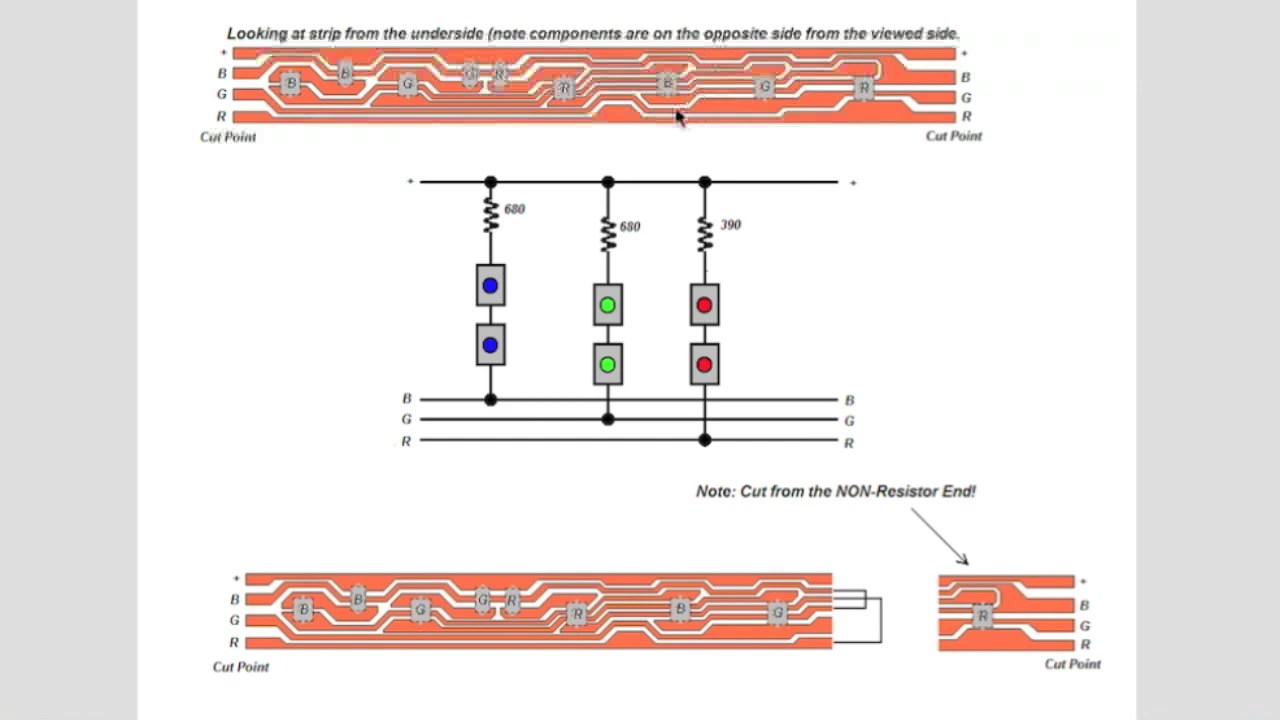 Looking at strip from the underside (note components are on the opposite side from the viewed side.
+ +
B B
G G
R R
B B G G R R B G R
Cut Point Cut Point
+ +
680
680 390
B B
G G
R R
Note: Cut from the NON-Resistor End!
+ +
B B
G G
R R
B B G G R R B G R
Cut Point Cut Point